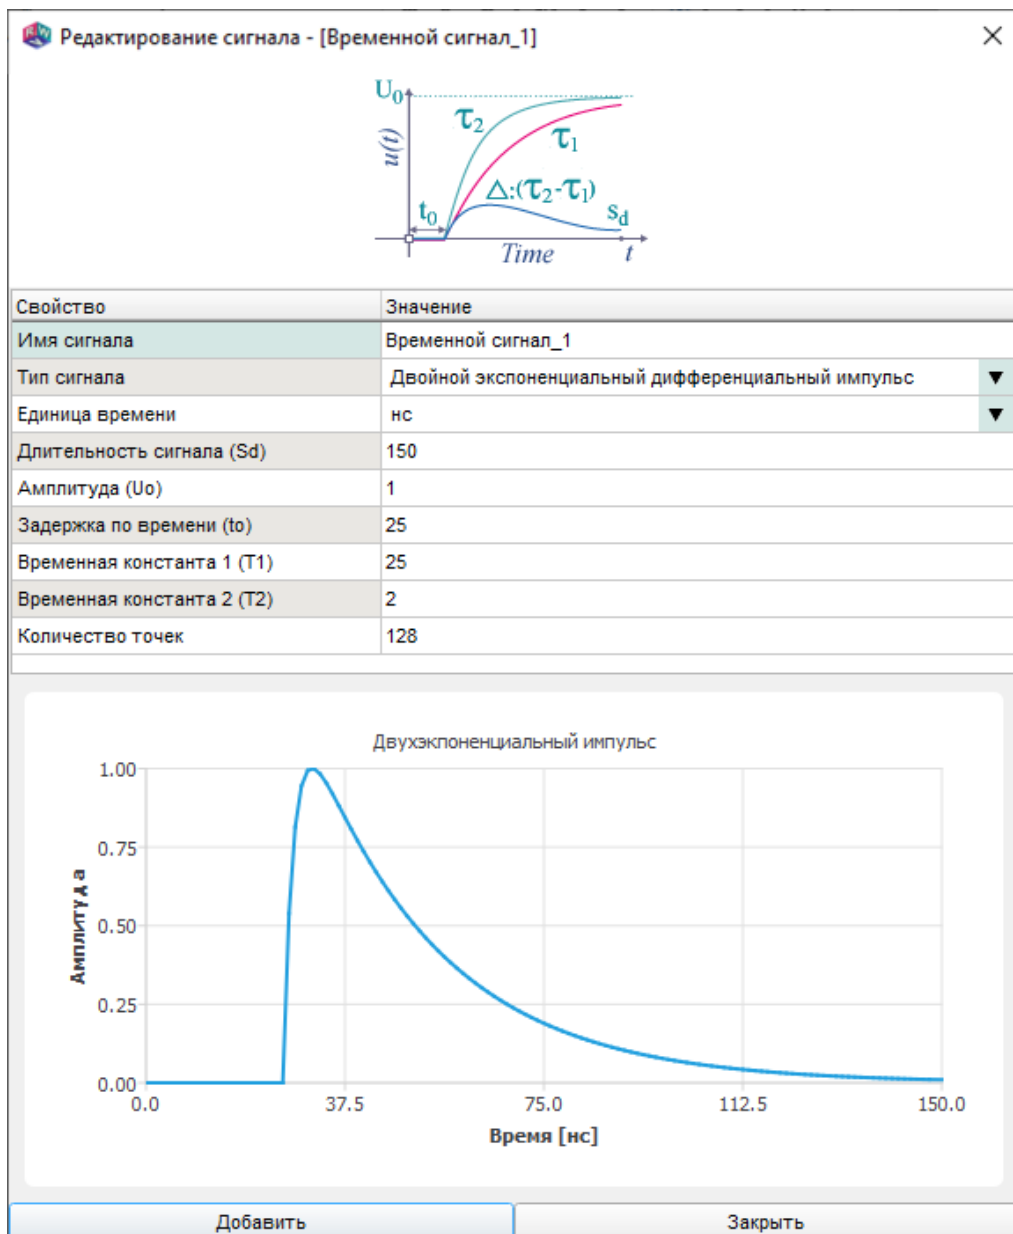 Редактирование сигнала - [Временной сигнал_1]
U0
τ2
τ1
u(t)
Δ:(τ2-τ1)
t0
sd
Time
t
Свойство Значение
Имя сигнала Временной сигнал_1
Тип сигнала Двойной экспоненциальный дифференциальный импульс
Единица времени нс
Длительность сигнала (Sd) 150
Амплитуда (Uo) 1
Задержка по времени (to) 25
Временная константа 1 (T1) 25
Временная константа 2 (T2) 2
Количество точек 128
Двухэкпоненциальный импульс
1.00
0.75
0.50
0.25
0.00
Амплитуда
0.0 37.5 75.0 112.5 150.0
Время [нс]
Добавить Закрыть